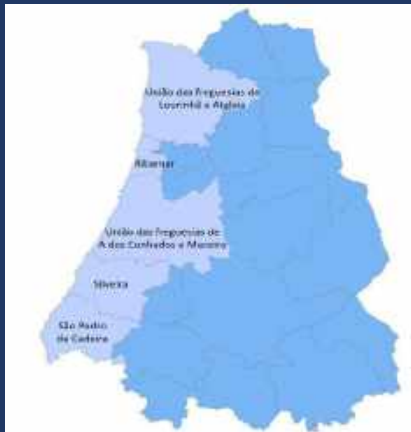 União das Freguesias de
Lourinhã e Atalaia
Ribamar
União das Freguesias de
A dos Cunhados e Maceira
Silveira
São Pedro
da Cadeira